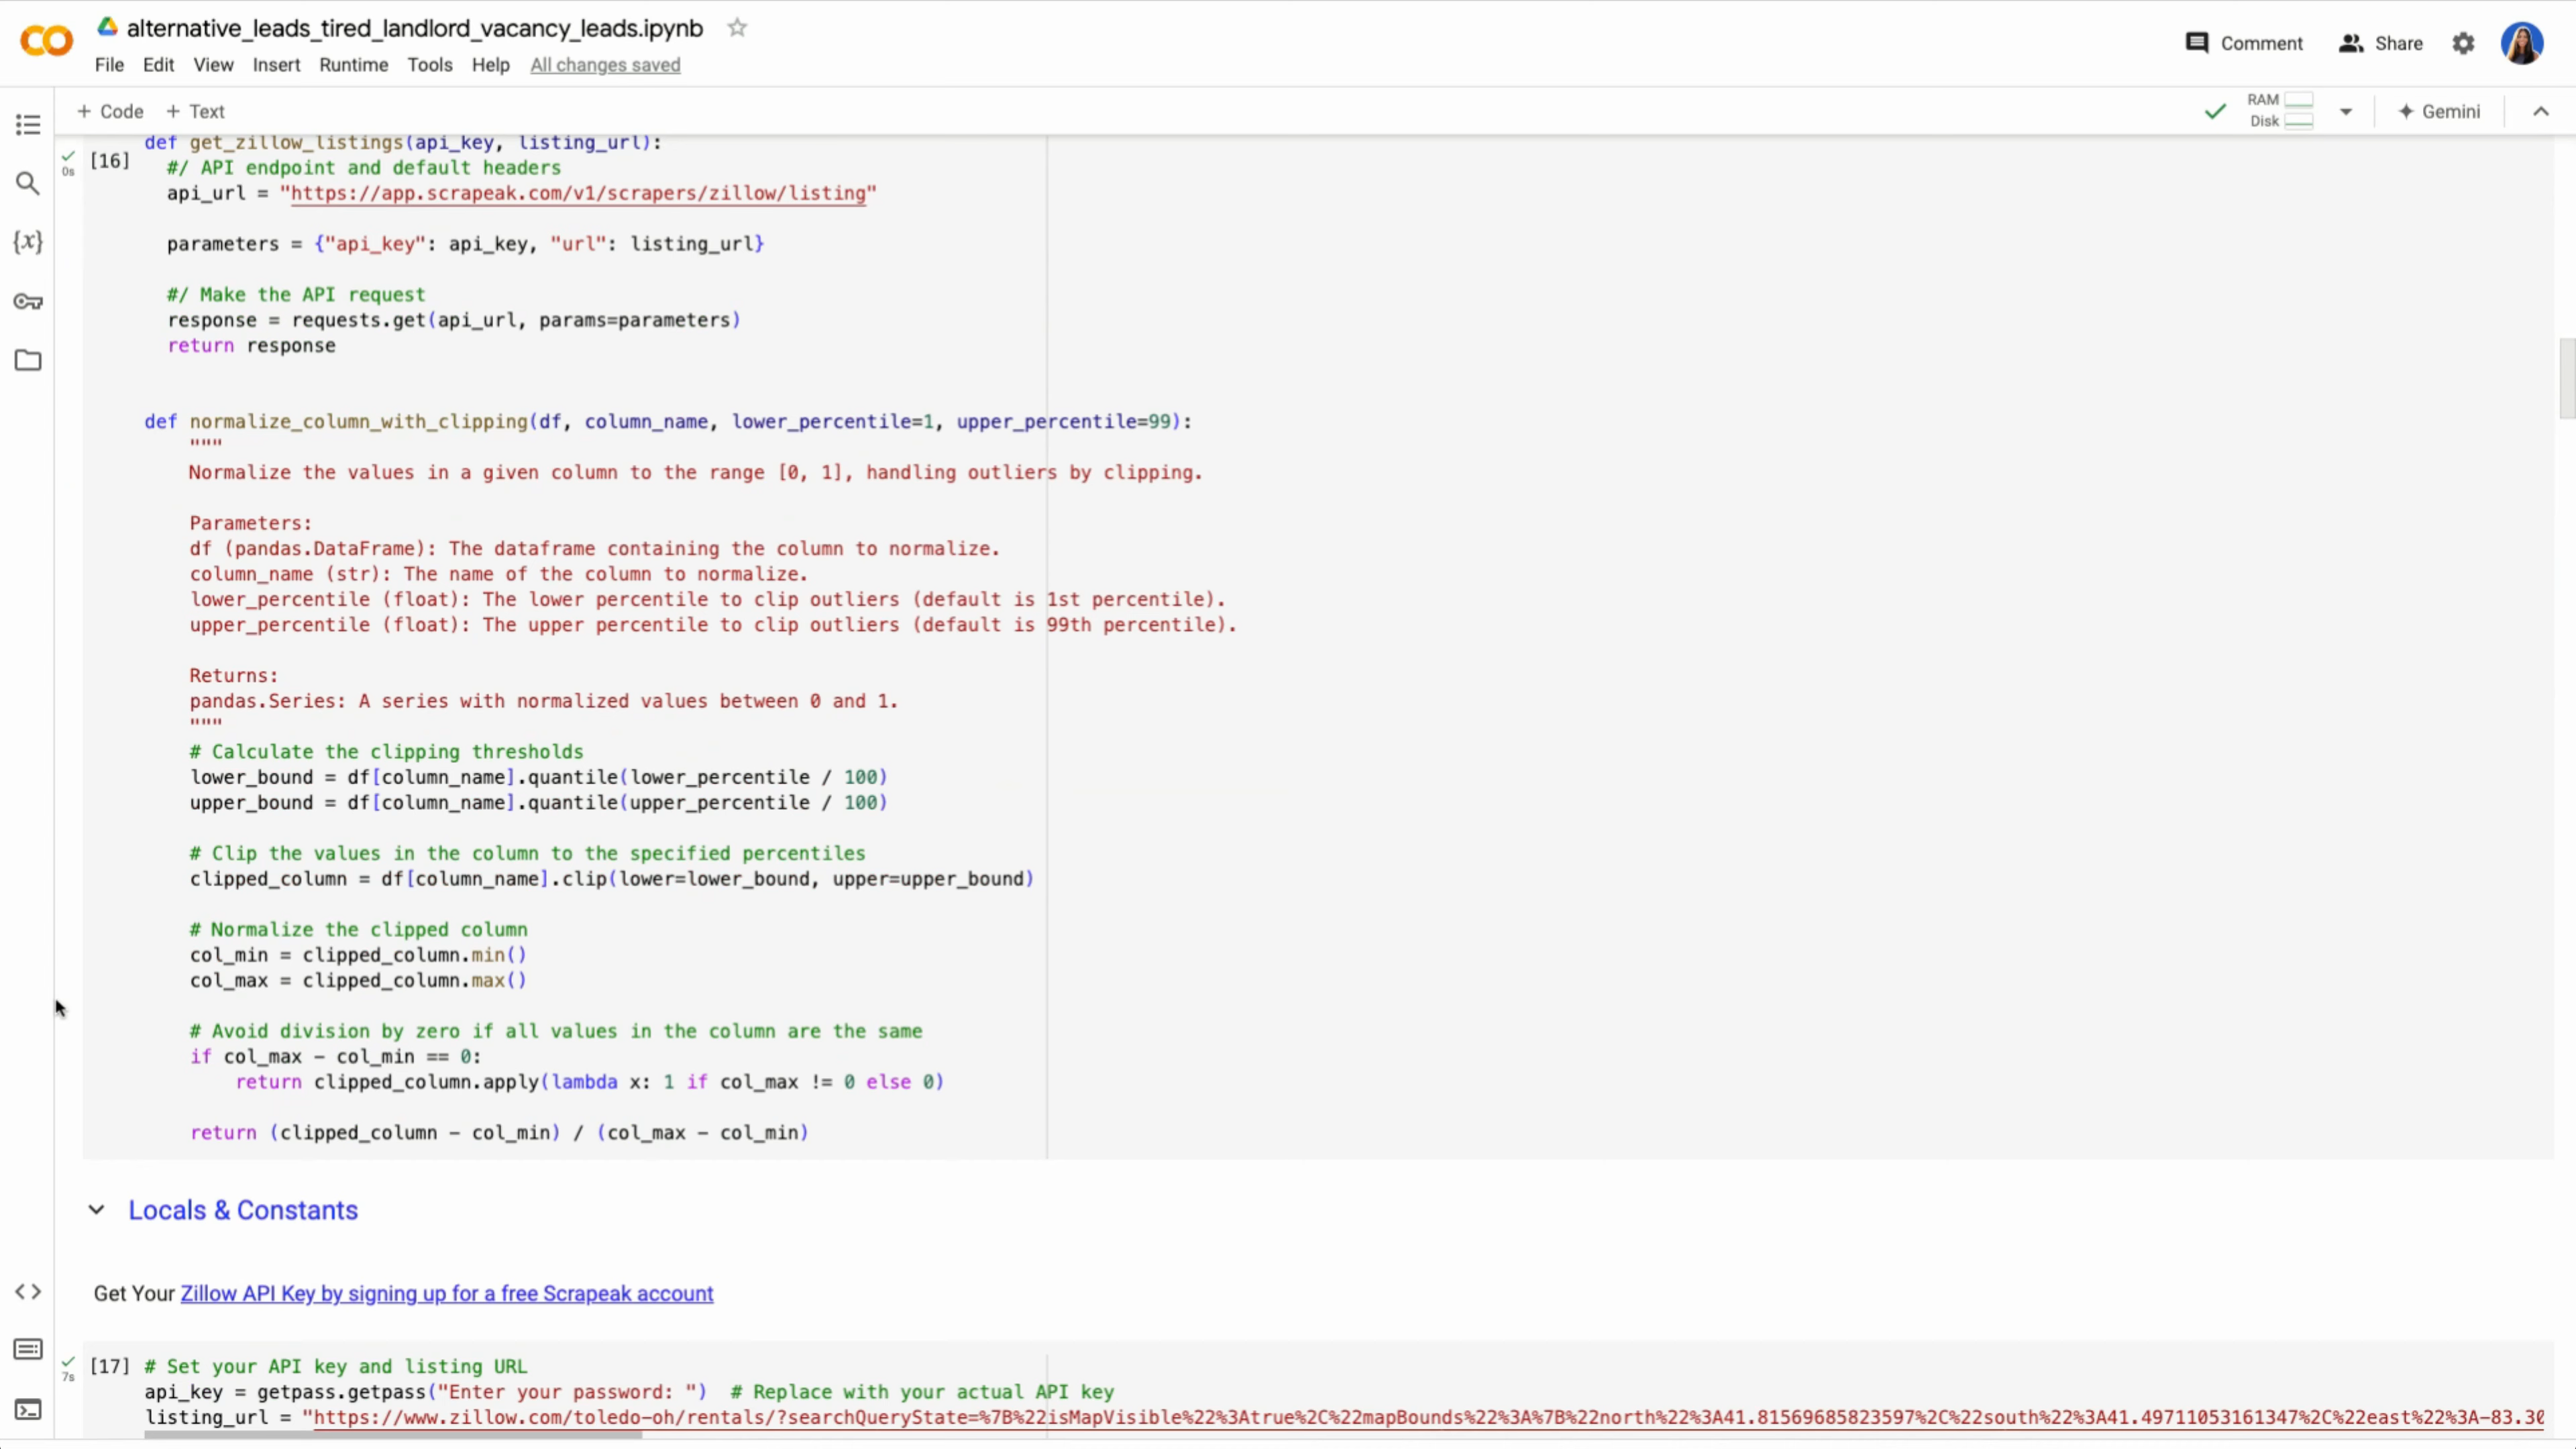 alternative_leads_tired_landlord_vacancy_leads.ipynb
Comment
Share
File Edit View Insert Runtime Tools Help All changes saved
+ Code + Text
RAM
Disk
Gemini
[16]
0s
def get_zillow_listings(api_key, listing_url):
#/ API endpoint and default headers
api_url = "https://app.scrapeak.com/v1/scrapers/zillow/listing"
parameters = {"api_key": api_key, "url": listing_url}
#/ Make the API request
response = requests.get(api_url, params=parameters)
return response
def normalize_column_with_clipping(df, column_name, lower_percentile=1, upper_percentile=99):
"""
Normalize the values in a given column to the range [0, 1], handling outliers by clipping.
Parameters:
df (pandas.DataFrame): The dataframe containing the column to normalize.
column_name (str): The name of the column to normalize.
lower_percentile (float): The lower percentile to clip outliers (default is 1st percentile).
upper_percentile (float): The upper percentile to clip outliers (default is 99th percentile).
Returns:
pandas.Series: A series with normalized values between 0 and 1.
"""
# Calculate the clipping thresholds
lower_bound = df[column_name].quantile(lower_percentile / 100)
upper_bound = df[column_name].quantile(upper_percentile / 100)
# Clip the values in the column to the specified percentiles
clipped_column = df[column_name].clip(lower=lower_bound, upper=upper_bound)
# Normalize the clipped column
col_min = clipped_column.min()
col_max = clipped_column.max()
# Avoid division by zero if all values in the column are the same
if col_max - col_min == 0:
return clipped_column.apply(lambda x: 1 if col_max != 0 else 0)
return (clipped_column - col_min) / (col_max - col_min)
Locals & Constants
Get Your Zillow API Key by signing up for a free Scrapeak account
[17]
7s
# Set your API key and listing URL
api_key = getpass.getpass("Enter your password: ") # Replace with your actual API key
listing_url = "https://www.zillow.com/toledo-oh/rentals/?searchQueryState=%7B%22isMapVisible%22%3Atrue%2C%22mapBounds%22%3A%7B%22north%22%3A41.81569685823597%2C%22south%22%3A41.49711053161347%2C%22east%22%3A-83.30